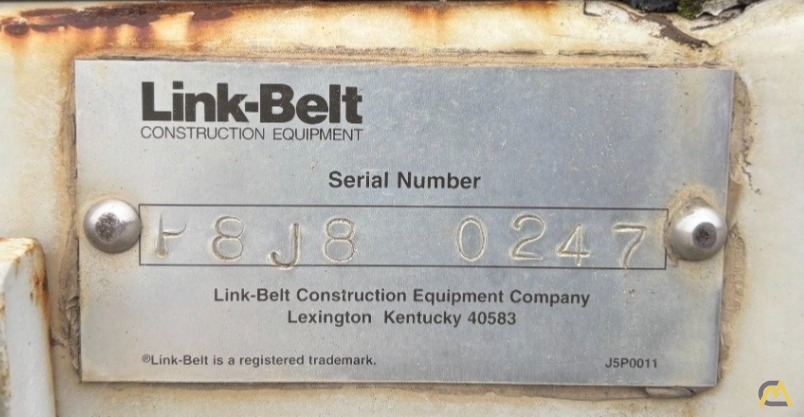 Link-Belt
CONSTRUCTION EQUIPMENT
Serial Number
8J8 0247
Link-Belt Construction Equipment Company
Lexington Kentucky 40583
®Link-Belt is a registered trademark.
J5P0011